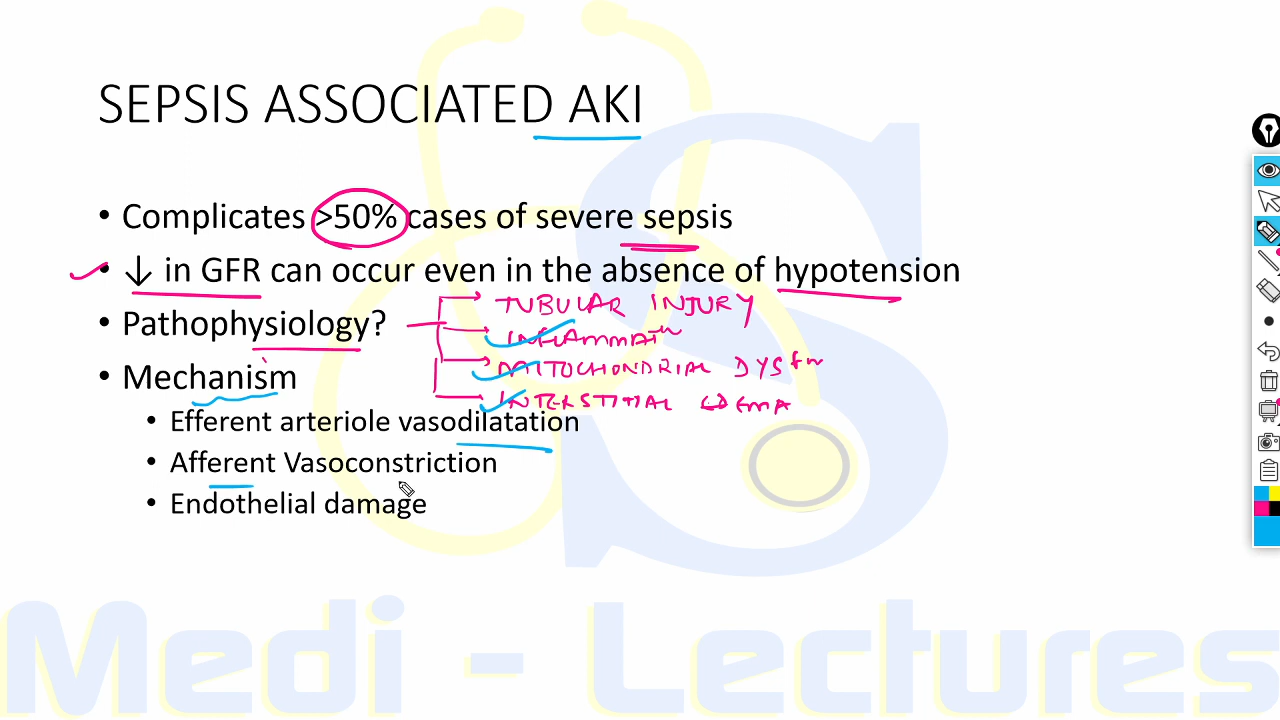 SEPSIS ASSOCIATED AKI
• Complicates >50% cases of severe sepsis
• ↓ in GFR can occur even in the absence of hypotension
• Pathophysiology?
TUBULAR INJURY
INFLAMMATn
MITOCHONDRIAL DYSfn
INTERSTITIAL EDEMA
• Mechanism
• Efferent arteriole vasodilatation
• Afferent Vasoconstriction
• Endothelial damage
Medi - Lectures